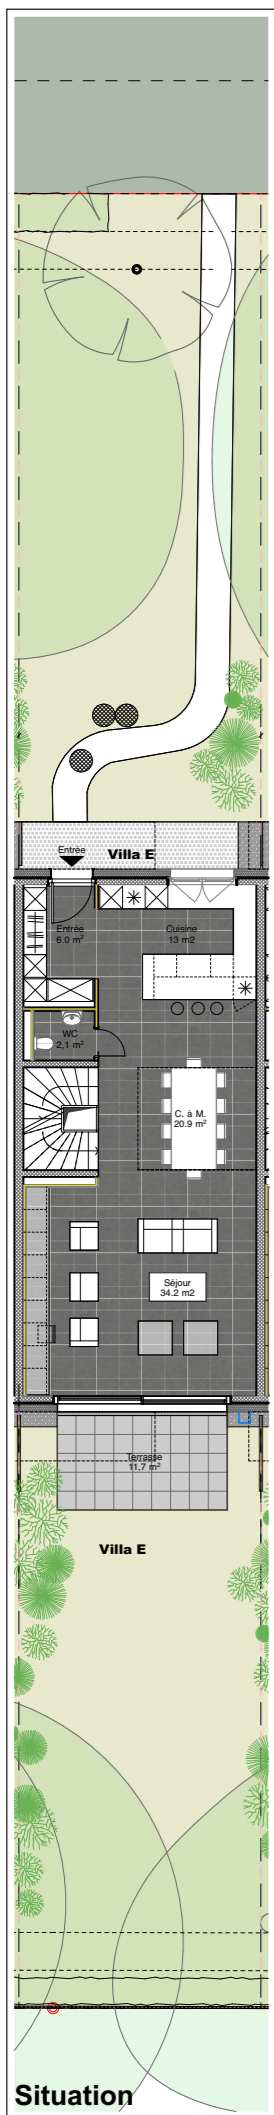 Entrée
Villa E
Entrée
6.0 m²
Cuisine
13 m2
WC
2,1 m²
C. à M.
20.9 m²
Séjour
34.2 m2
Terrasse
11,7 m²
Villa E
Situation